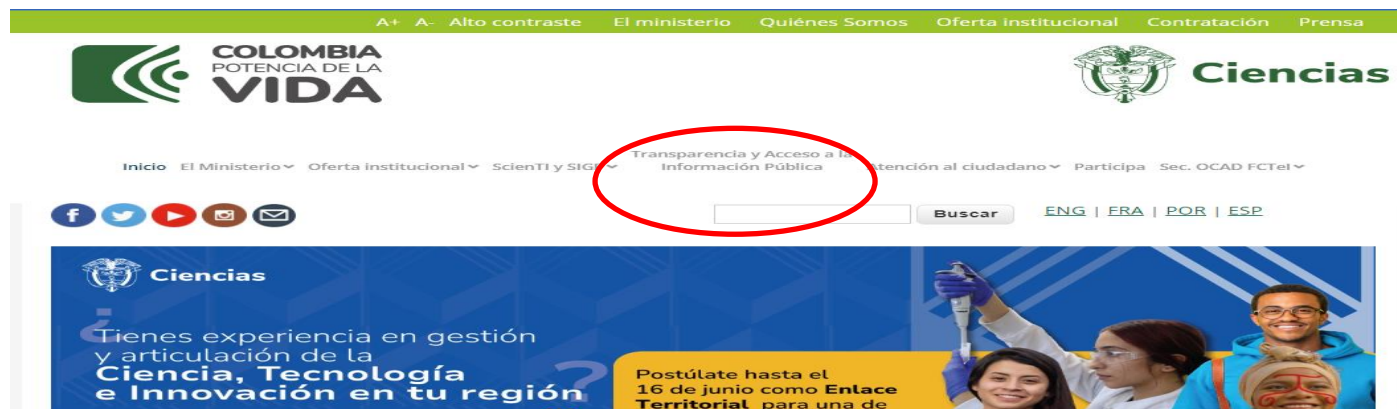 A+ A- Alto contraste El ministerio Quiénes Somos Oferta institucional Contratación Prensa
COLOMBIA
POTENCIA DE LA
VIDA
Ciencias
Inicio El Ministerio Oferta institucional ScienTI y Transparencia y Acceso a la
Información Pública
Atención al ciudadano Participa Sec. OCAD FCTeI
Buscar ENG | FRA | POR | ESP
Ciencias
¿
Tienes experiencia en gestión
y articulación de la
Ciencia, Tecnología
e Innovación en tu región
?
Postúlate hasta el
16 de junio como Enlace
Territorial para una de